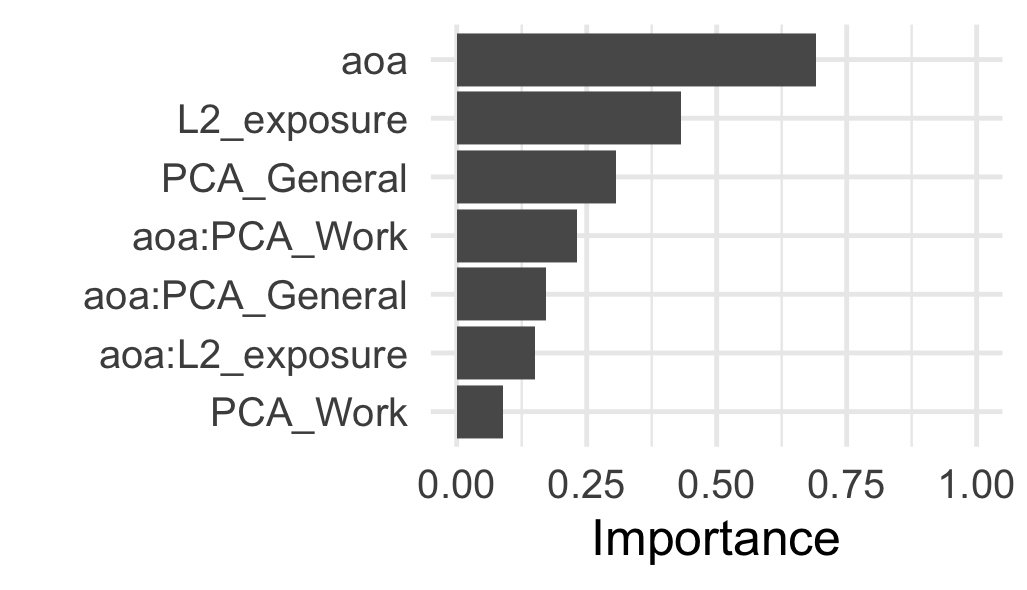 aoa
L2_exposure
PCA_General
aoa:PCA_Work
aoa:PCA_General
aoa:L2_exposure
PCA_Work
0.00 0.25 0.50 0.75 1.00
Importance